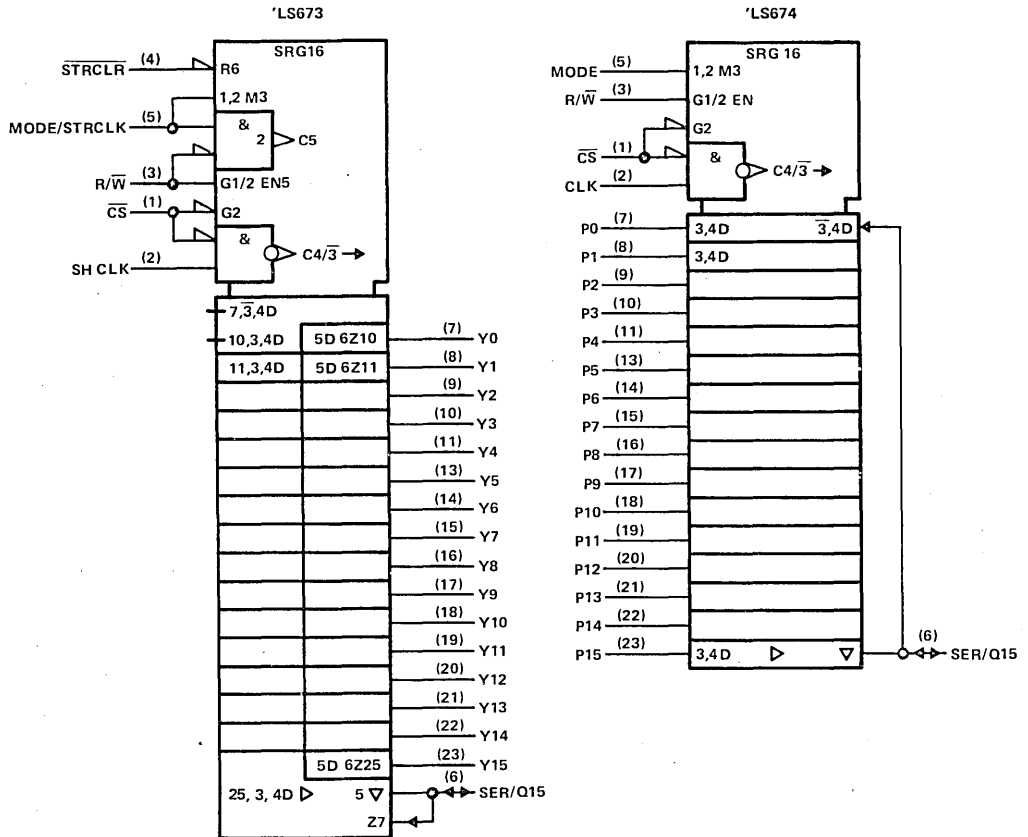 'LS673
SRG16
STRCLR (4) R6
1,2 M3
MODE/STRCLK (5) & 2 C5
R/W (3) G1/2 EN5
CS (1) G2
&
SH CLK (2) C4/3 →
7,3,4D
10,3,4D 5D 6Z10 (7) Y0
11,3,4D 5D 6Z11 (8) Y1
(9) Y2
(10) Y3
(11) Y4
(13) Y5
(14) Y6
(15) Y7
(16) Y8
(17) Y9
(18) Y10
(19) Y11
(20) Y12
(21) Y13
(22) Y14
5D 6Z25 (23) Y15
25, 3, 4D ▷ 5 ▽ (6) SER/Q15
Z7
'LS674
SRG 16
MODE (5) 1,2 M3
R/W̅ (3) G1/2 EN
G2
C̅S̅ (1) &
CLK (2) C4/3̅ →
P0 (7) 3,4D 3̅,4D
P1 (8) 3,4D
P2 (9)
P3 (10)
P4 (11)
P5 (13)
P6 (14)
P7 (15)
P8 (16)
P9 (17)
P10 (18)
P11 (19)
P12 (20)
P13 (21)
P14 (22)
P15 (23) 3,4D ▷ ▽ (6) SER/Q15